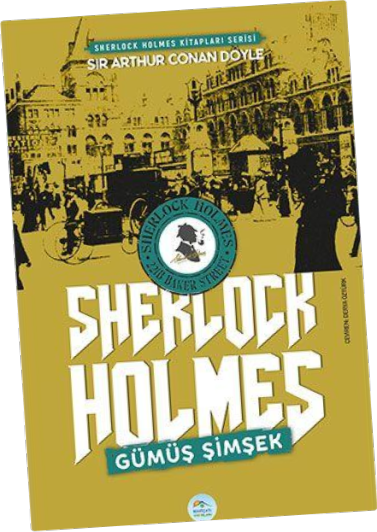 SHERLOCK HOLMES KİTAPLARI SERİSİ
SIR ARTHUR CONAN DOYLE
SHERLOCK HOLMES
221B BAKER STREET
SHERLOCK
HOLMES
GÜMÜŞ ŞİMŞEK
ÇEVİREN: DERYA ÖZTÜRK